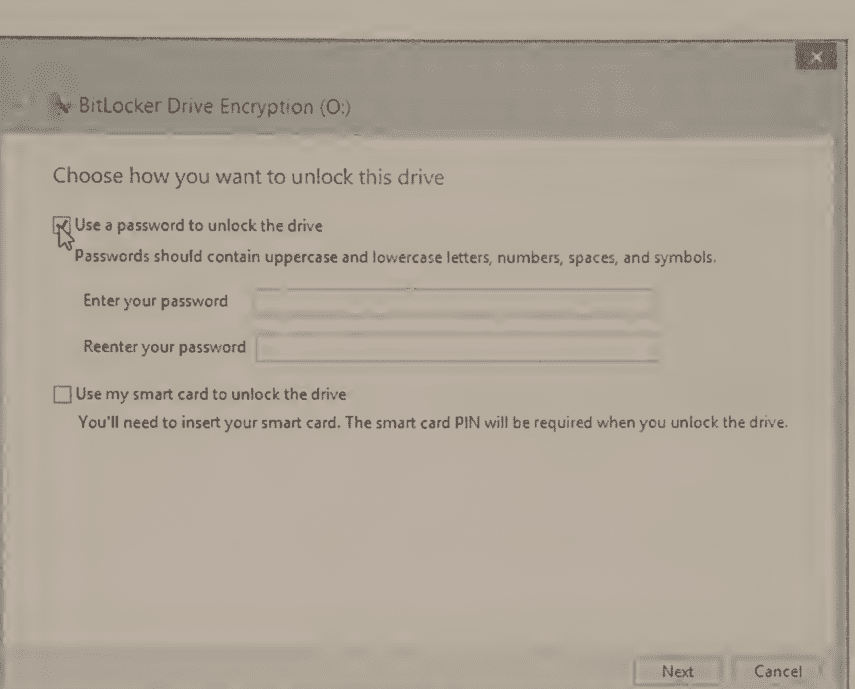 BitLocker Drive Encryption (O:)
Choose how you want to unlock this drive
Use a password to unlock the drive
Passwords should contain uppercase and lowercase letters, numbers, spaces, and symbols.
Enter your password
Reenter your password
Use my smart card to unlock the drive
You'll need to insert your smart card. The smart card PIN will be required when you unlock the drive.
Next Cancel